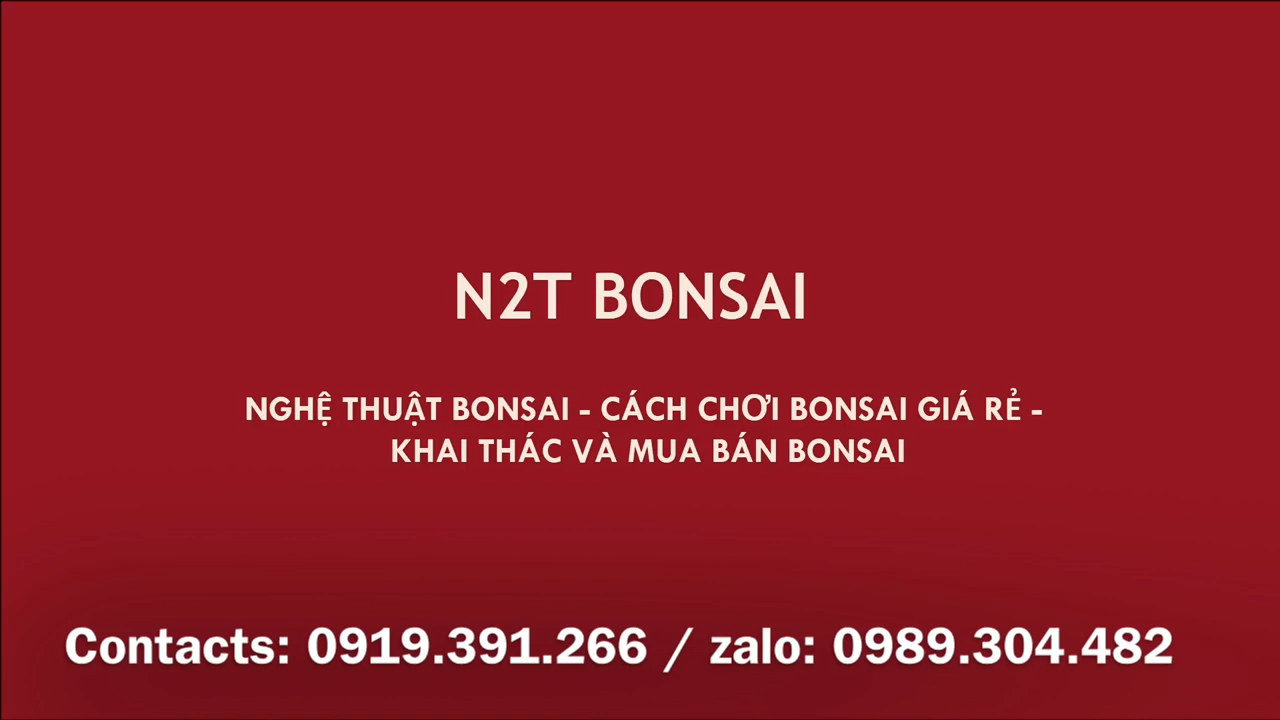 N2T BONSAI
NGHỆ THUẬT BONSAI - CÁCH CHƠI BONSAI GIÁ RẺ -
KHAI THÁC VÀ MUA BÁN BONSAI
Contacts: 0919.391.266 / zalo: 0989.304.482